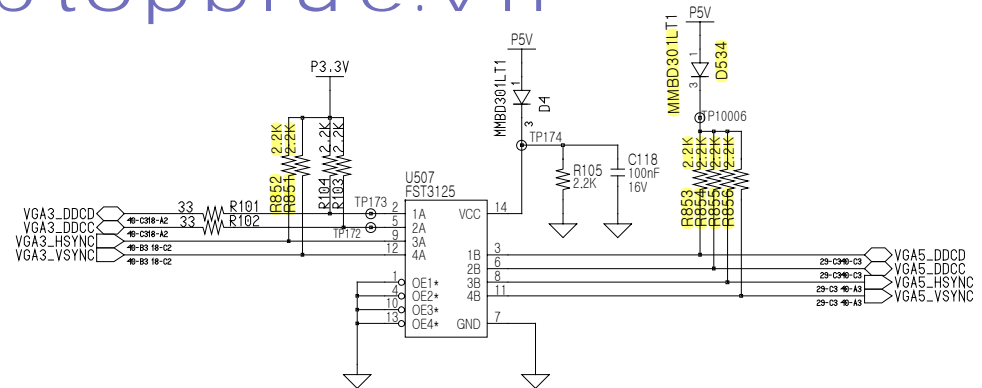 P5V
MMBD301LT1
1
D534
3
TP10006
P5V
MMBD301LT1
1
D4
3
TP174
P3.3V
2.2K
2.2K
2.2K
2.2K
R852
R851
R104
R103
R105
2.2K
C118
100nF
16V
2.2K
2.2K
2.2K
2.2K
R853
R854
R855
R856
U507
FST3125
VGA3_DDCD
33
R101
TP173
2
1A
VCC
14
VGA3_DDCC
33
R102
TP172
5
2A
VGA3_HSYNC
3A
VGA3_VSYNC
12
4A
1B
3
VGA5_DDCD
2B
6
VGA5_DDCC
3B
8
VGA5_HSYNC
4B
11
VGA5_VSYNC
1
OE1*
4
OE2*
10
OE3*
13
OE4*
GND
7